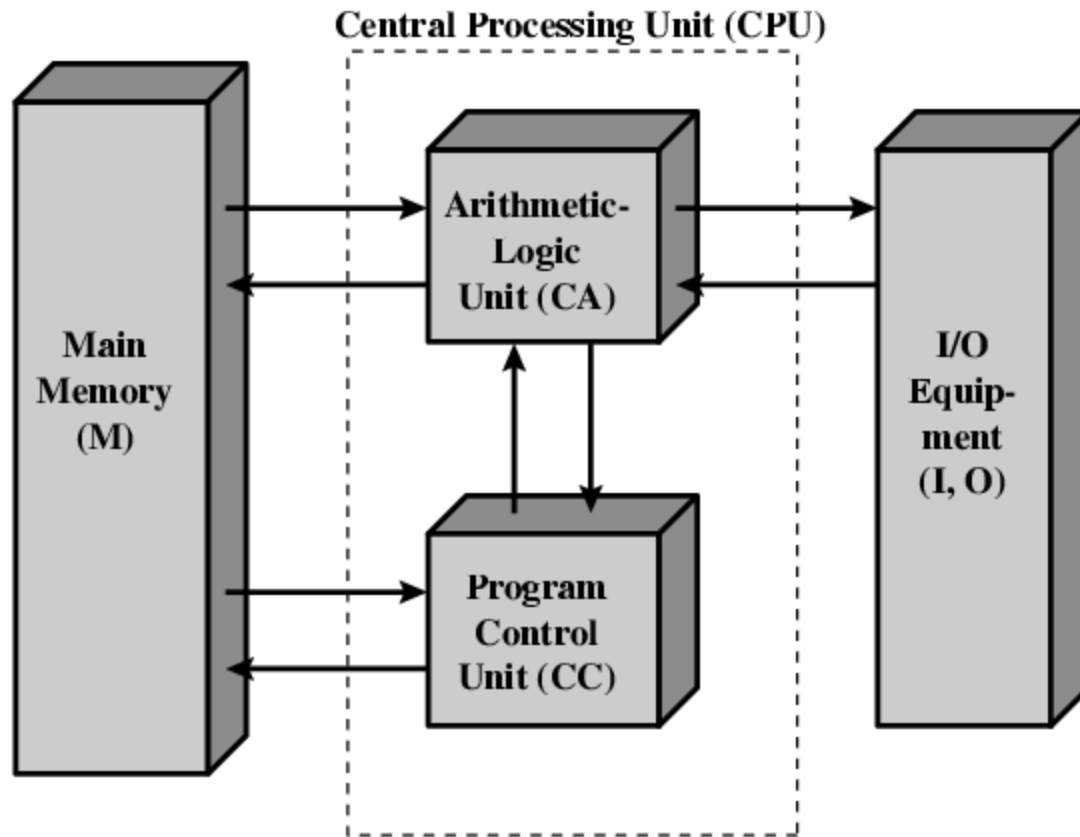 Central Processing Unit (CPU)
Main
Memory
(M)
Arithmetic-
Logic
Unit (CA)
Program
Control
Unit (CC)
I/O
Equip-
ment
(I, O)